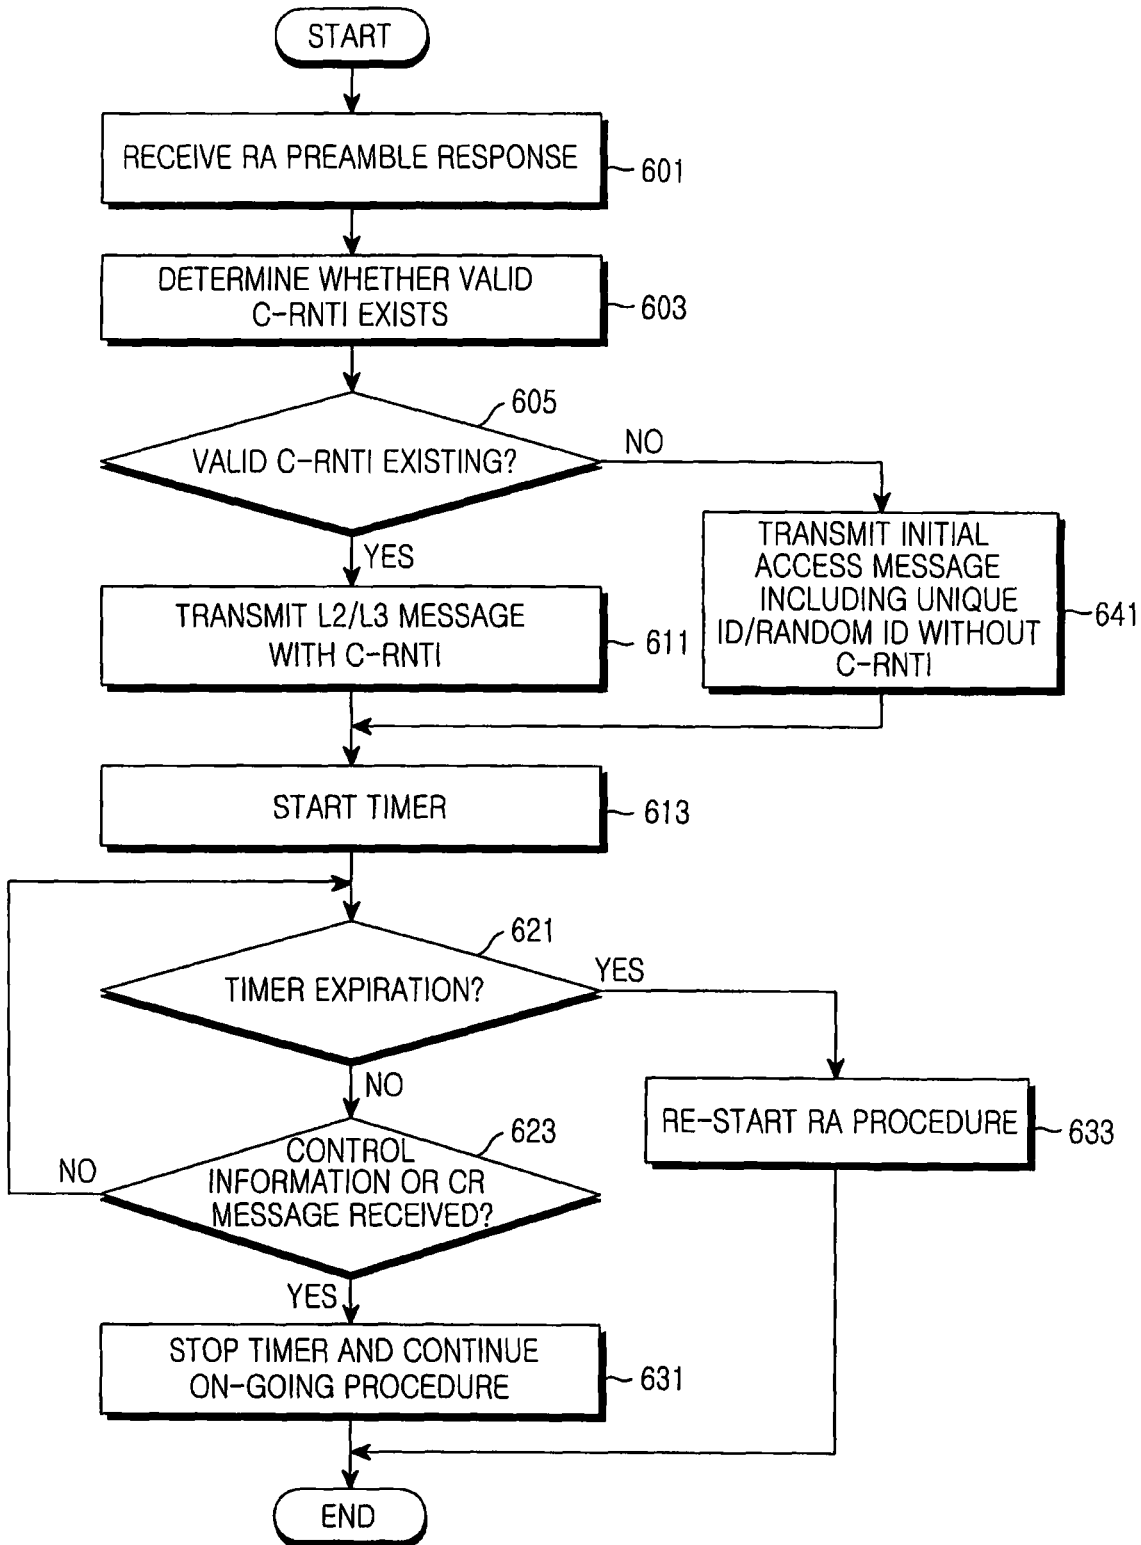 START
RECEIVE RA PREAMBLE RESPONSE
601
DETERMINE WHETHER VALID
C-RNTI EXISTS
603
605
VALID C-RNTI EXISTING?
NO
YES
TRANSMIT L2/L3 MESSAGE
WITH C-RNTI
611
TRANSMIT INITIAL
ACCESS MESSAGE
INCLUDING UNIQUE
ID/RANDOM ID WITHOUT
C-RNTI
641
START TIMER
613
621
TIMER EXPIRATION?
YES
NO
RE-START RA PROCEDURE
633
623
CONTROL
INFORMATION OR CR
MESSAGE RECEIVED?
NO
YES
STOP TIMER AND CONTINUE
ON-GOING PROCEDURE
631
END